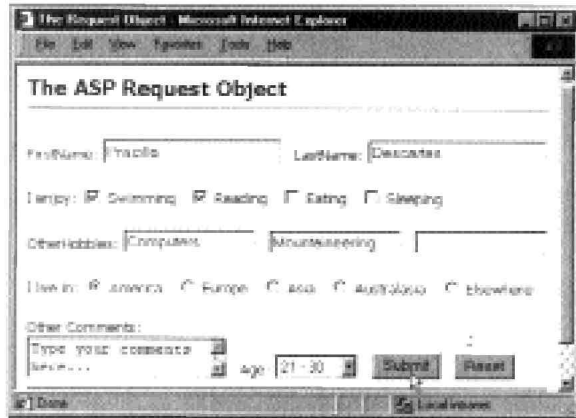 The Request Object - Microsoft Internet Explorer
File Edit View Favorites Tools Help
The ASP Request Object
FirstName: Priscilla LastName: Descartes
I enjoy: Swimming Reading Eating Sleeping
OtherHobbies: Computers Mountaineering
I live in: America Europe Asia Australasia Elsewhere
Other Comments:
Type your comments
here...
Age: 21 - 30 Submit Reset
Done Local intranet